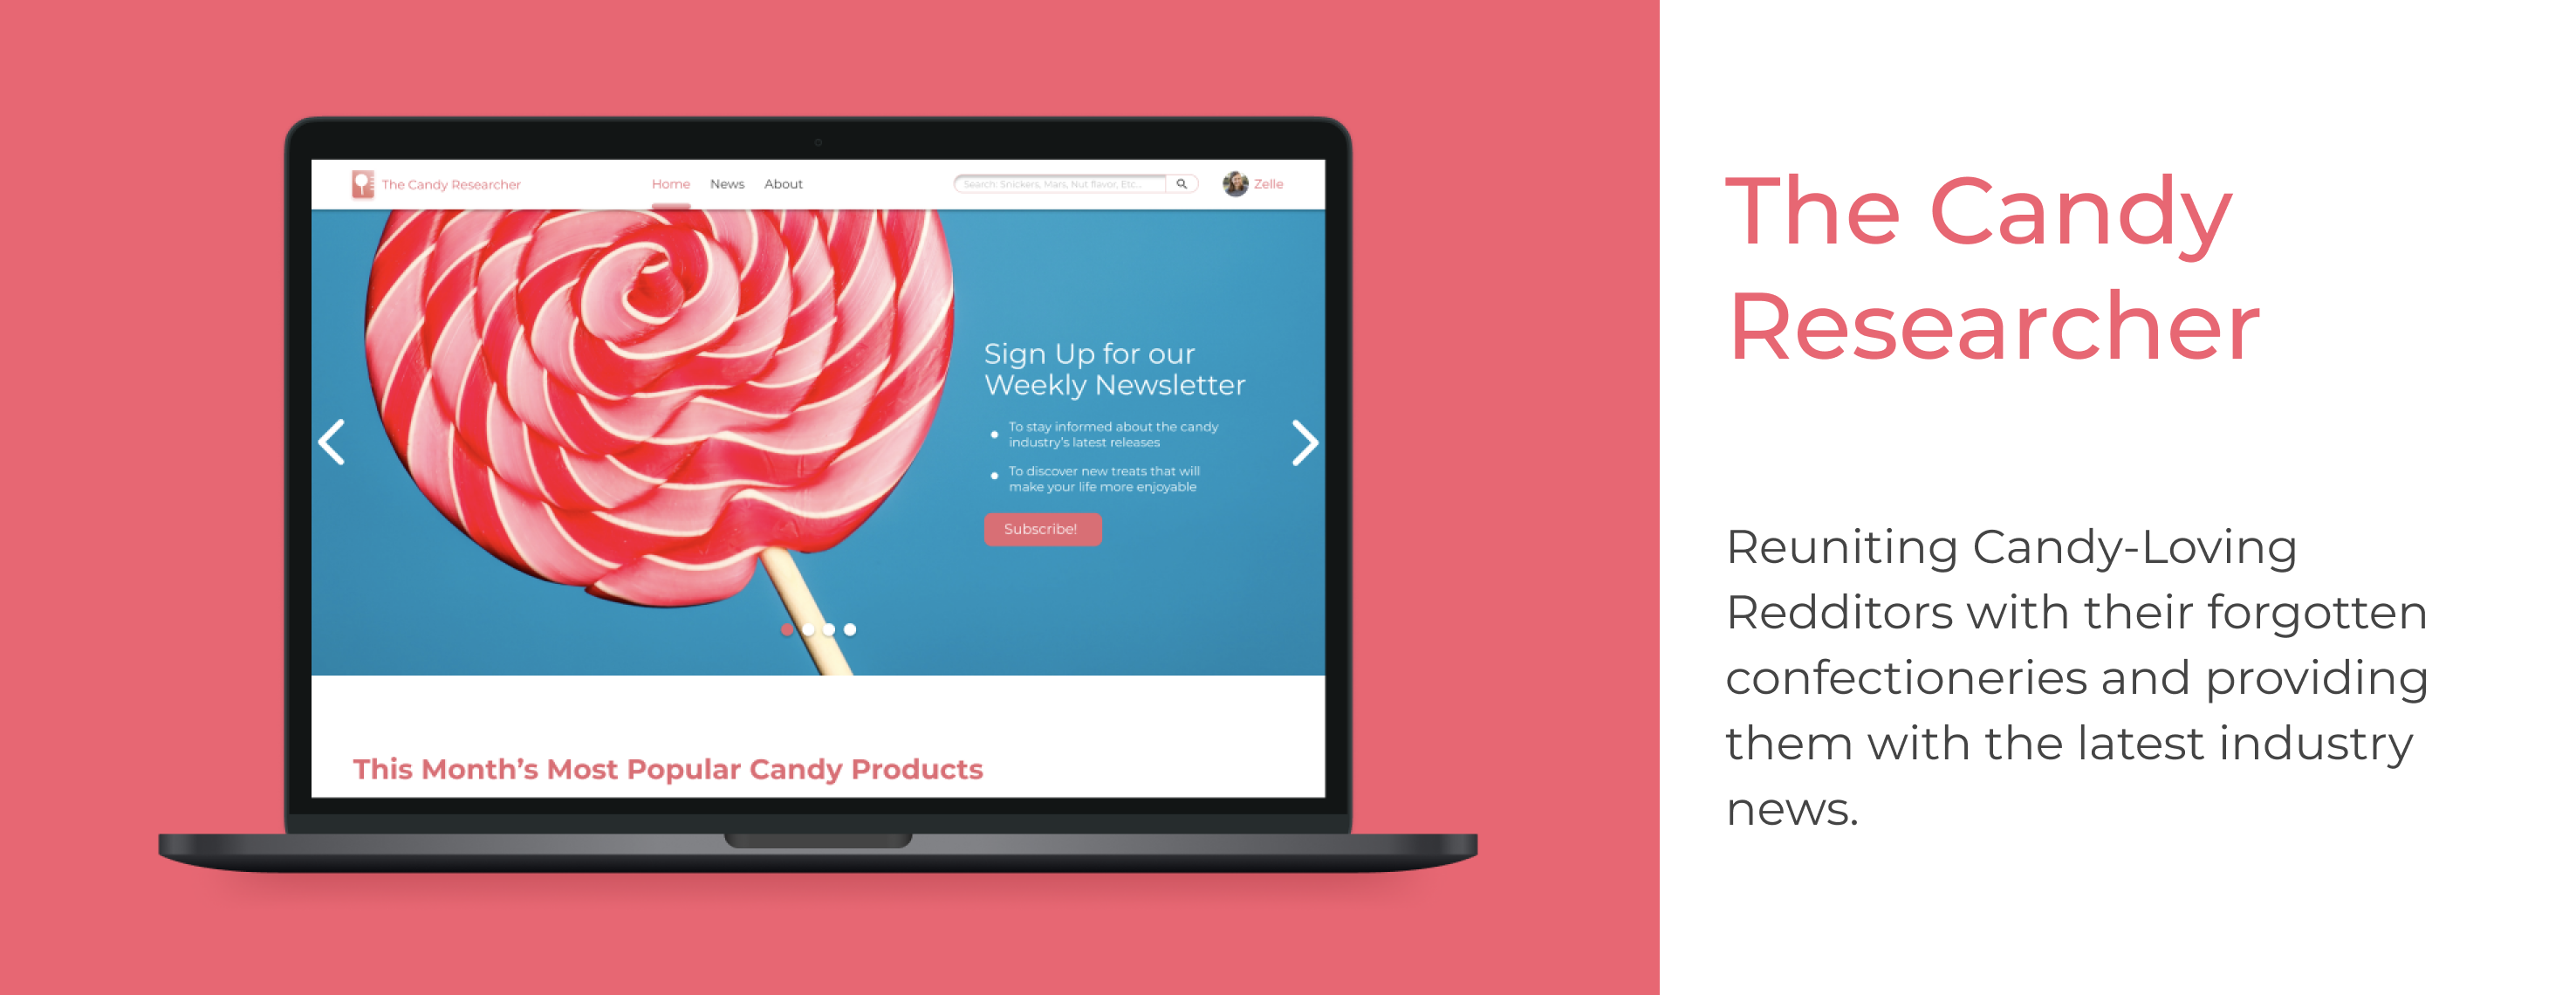 The Candy Researcher
Home News About
Search: Snickers, Mars, Nut flavor, Etc...
Zelle
Sign Up for our
Weekly Newsletter
To stay informed about the candy
industry's latest releases
To discover new treats that will
make your life more enjoyable
Subscribe!
This Month's Most Popular Candy Products
The Candy
Researcher
Reuniting Candy-Loving
Redditors with their forgotten
confectioneries and providing
them with the latest industry
news.